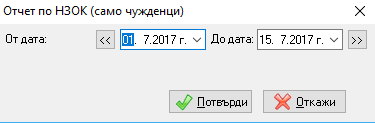 Отчет по НЗОК (само чужденци)
От дата: << 01. 7.2017 г. До дата: 15. 7.2017 г. >>
Потвърди Откажи